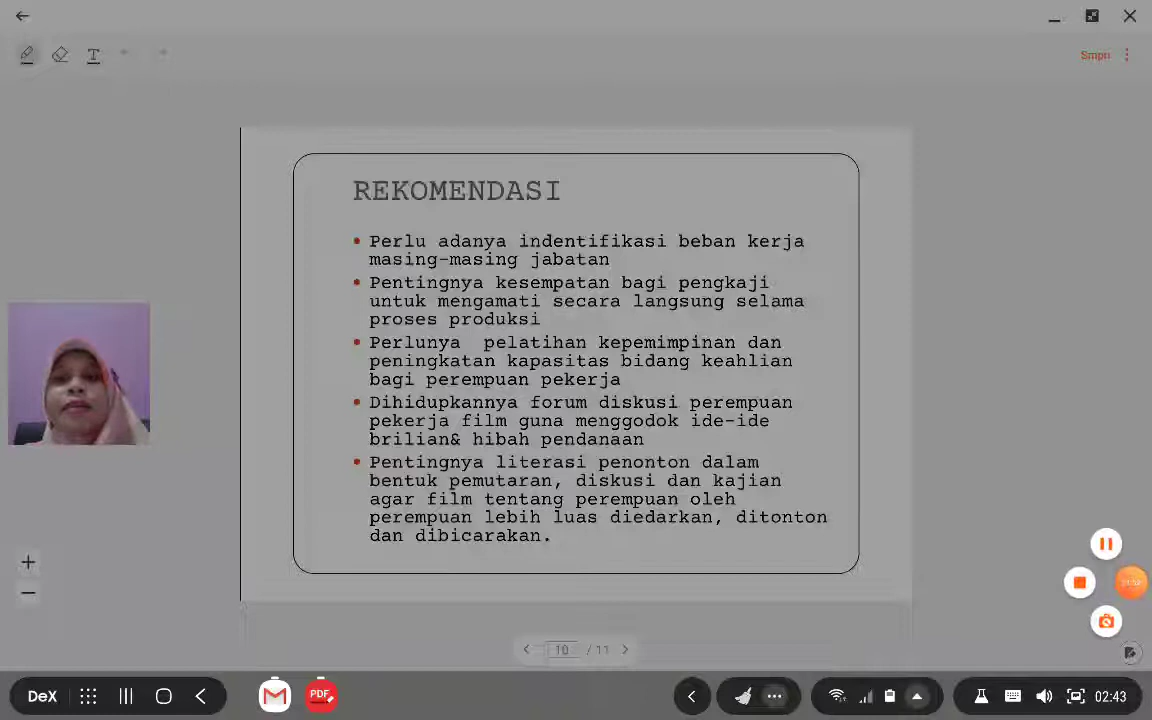 Simpan
REKOMENDASI
• Perlu adanya indentifikasi beban kerja
masing-masing jabatan
• Pentingnya kesempatan bagi pengkaji
untuk mengamati secara langsung selama
proses produksi
• Perlunya pelatihan kepemimpinan dan
peningkatan kapasitas bidang keahlian
bagi perempuan pekerja
• Dihidupkannya forum diskusi perempuan
pekerja film guna menggodok ide-ide
brilian& hibah pendanaan
• Pentingnya literasi penonton dalam
bentuk pemutaran, diskusi dan kajian
agar film tentang perempuan oleh
perempuan lebih luas diedarkan, ditonton
dan dibicarakan.
10 / 11
DeX
PDF
02:43